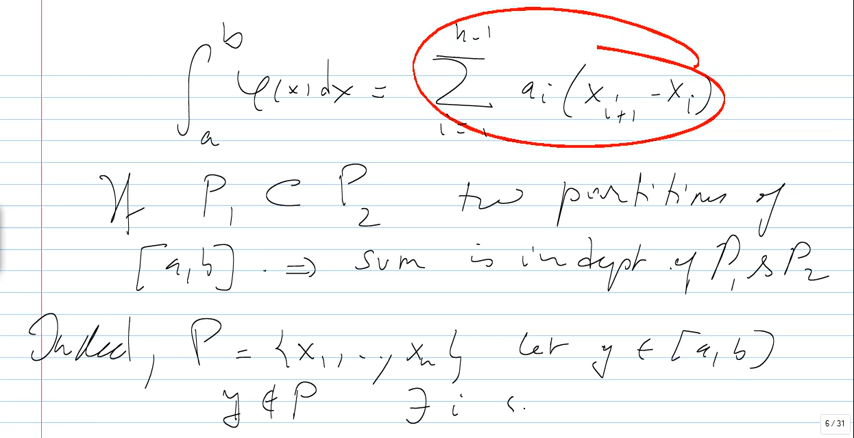 ∫_a^b φ(x)dx = ∑_{i=1}^{n-1} a_i (x_{i+1} - x_i)
If P_1 ⊂ P_2 two partitions of
[a,b]. ⇒ sum is indept of P_1 & P_2
Indeed, P = {x_1, .., x_n} Let y ∈ [a,b)
y ∉ P ∃ i s.
6 / 31